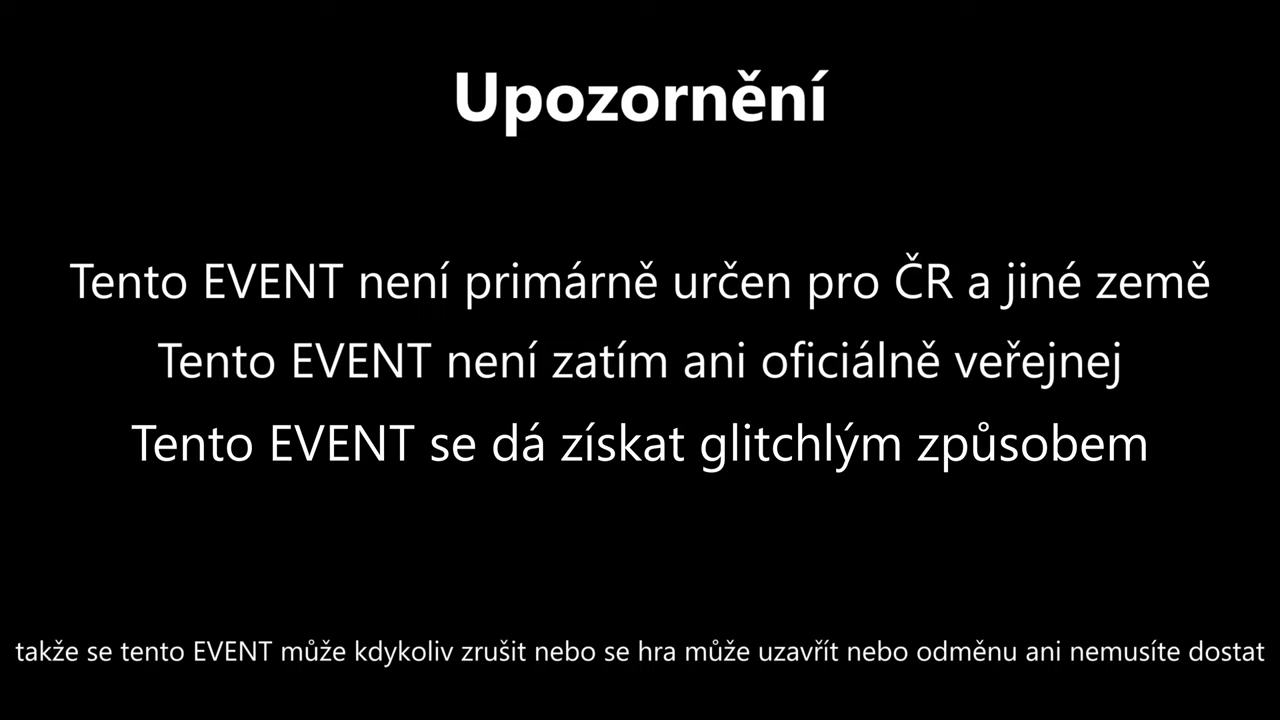 Upozornění
Tento EVENT není primárně určen pro ČR a jiné země
Tento EVENT není zatím ani oficiálně veřejnej
Tento EVENT se dá získat glitchlým způsobem
takže se tento EVENT může kdykoliv zrušit nebo se hra může uzavřít nebo odměnu ani nemusíte dostat